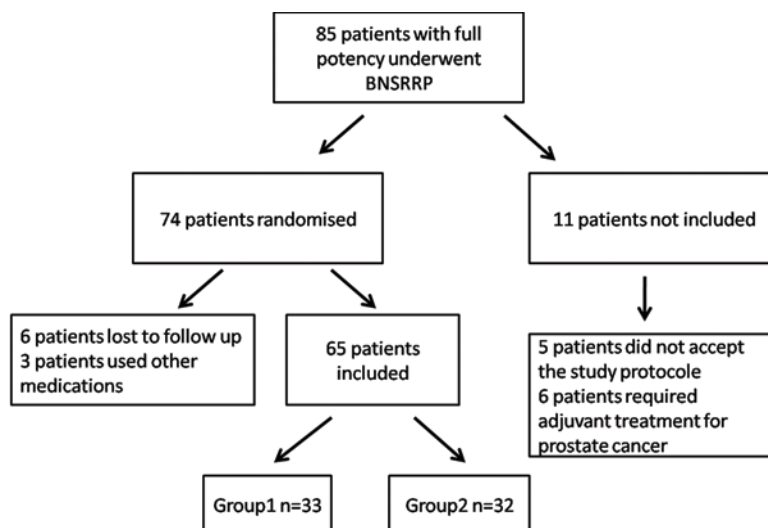 85 patients with full
potency underwent
BNSRRP
74 patients randomised
11 patients not included
6 patients lost to follow up
3 patients used other
medications
65 patients
included
5 patients did not accept
the study protocole
6 patients required
adjuvant treatment for
prostate cancer
Group1 n=33
Group2 n=32